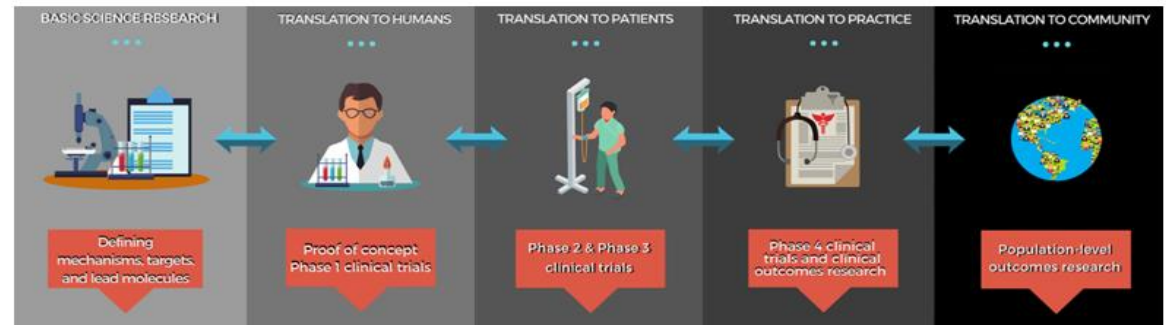 BASIC SCIENCE RESEARCH
TRANSLATION TO HUMANS
TRANSLATION TO PATIENTS
TRANSLATION TO PRACTICE
TRANSLATION TO COMMUNITY
Defining
mechanisms, targets,
and lead molecules
Proof of concept
Phase 1 clinical trials
Phase 2 & Phase 3
clinical trials
Phase 4 clinical
trials and clinical
outcomes research
Population-level
outcomes research